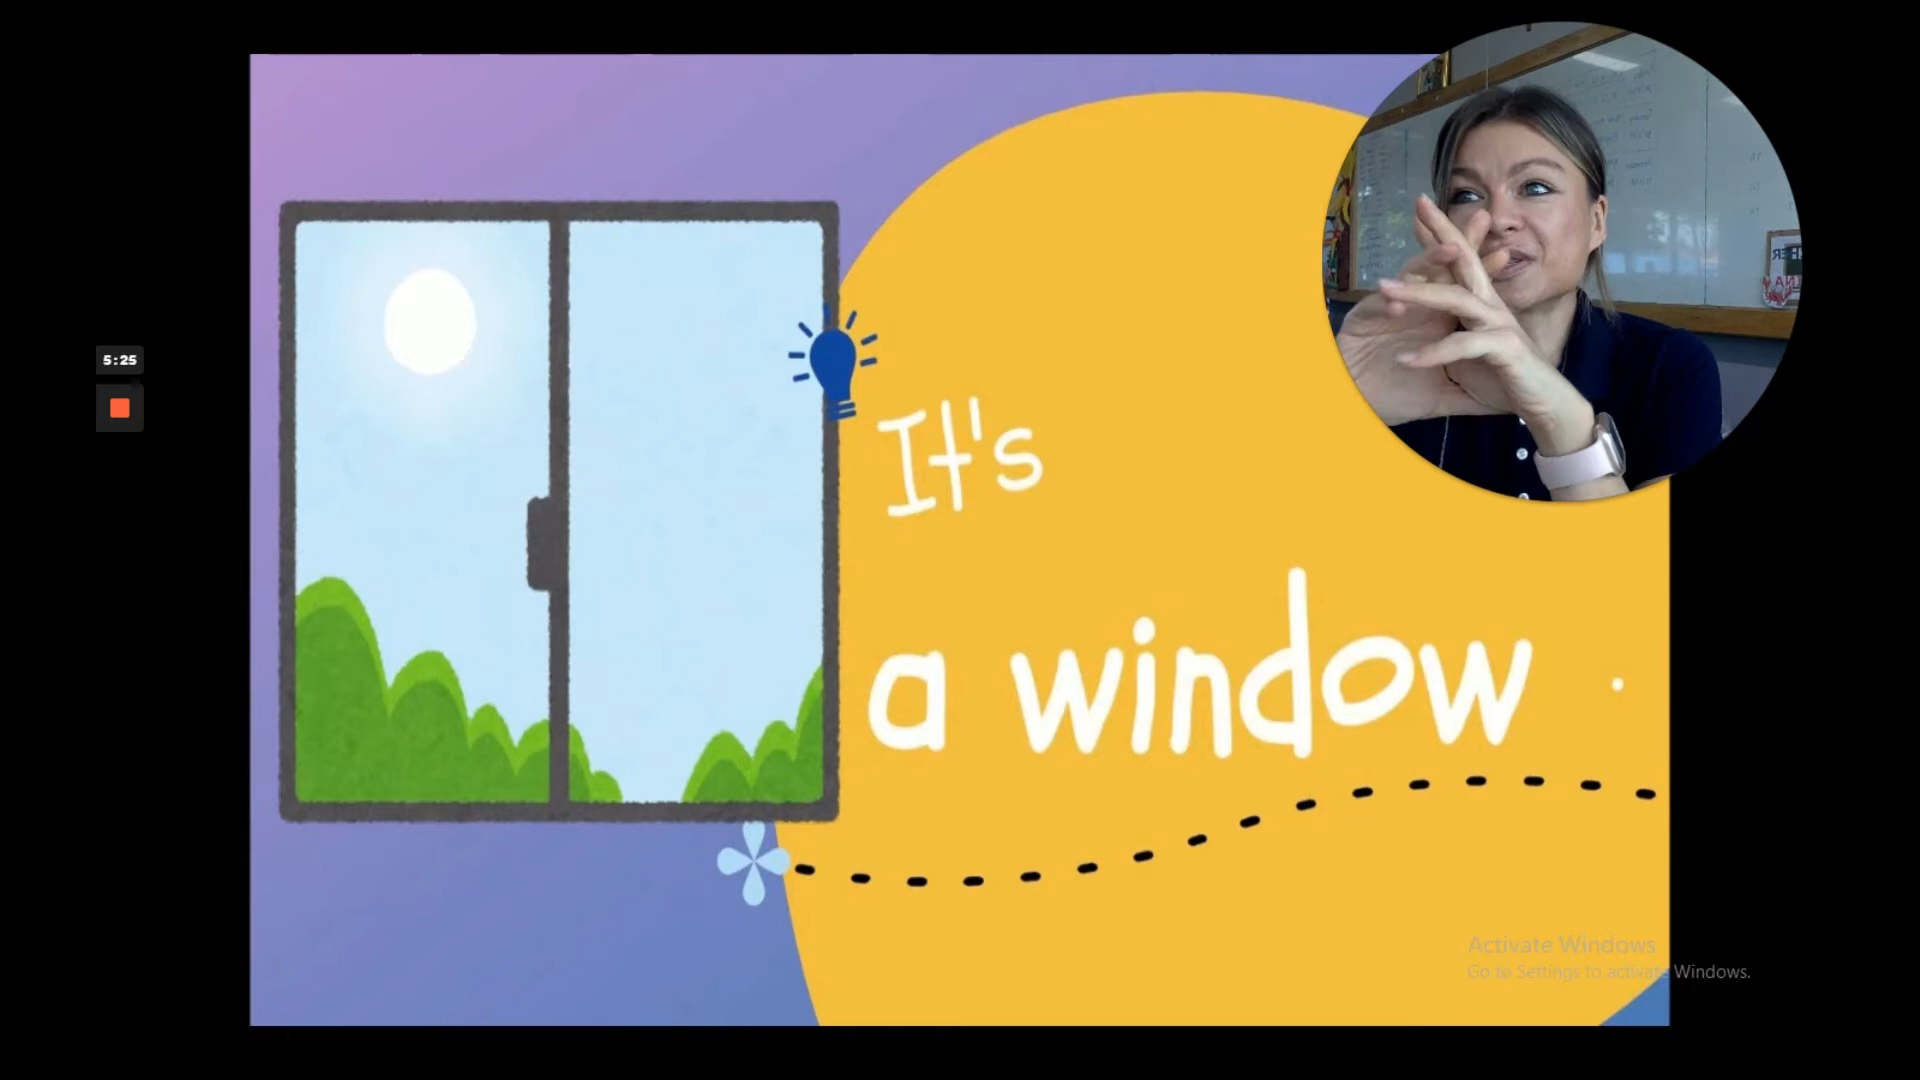 5:25
It's
a window .
Activate Windows
Go to Settings to activate Windows.